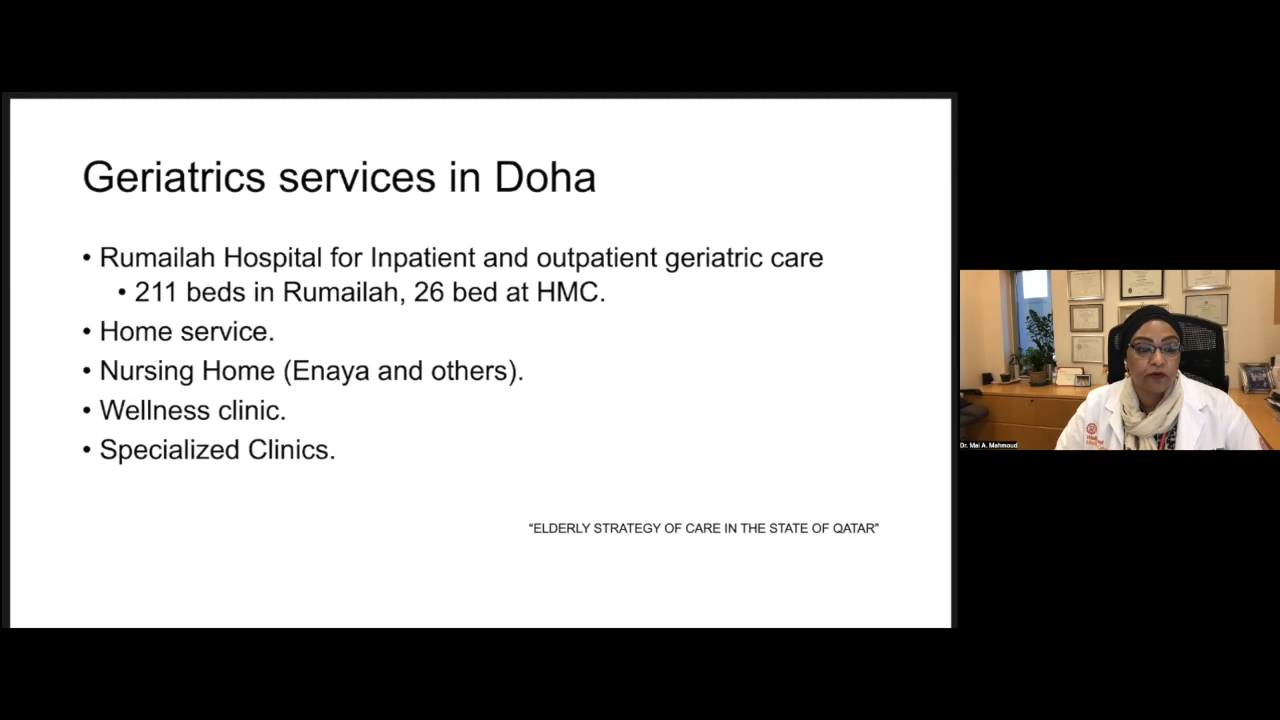 Geriatrics services in Doha
• Rumailah Hospital for Inpatient and outpatient geriatric care
• 211 beds in Rumailah, 26 bed at HMC.
• Home service.
• Nursing Home (Enaya and others).
• Wellness clinic.
• Specialized Clinics.
“ELDERLY STRATEGY OF CARE IN THE STATE OF QATAR”
Dr. Mai A. Mahmoud